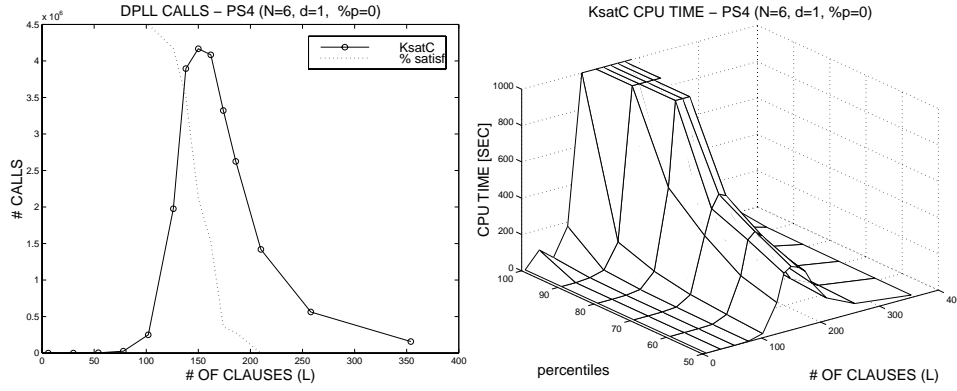 DPLL CALLS – PS4 (N=6, d=1, %p=0)
x 10^6
4.5
4
3.5
3
2.5
2
1.5
1
0.5
0
# CALLS
KsatC
% satisf
0 50 100 150 200 250 300 350 400
# OF CLAUSES (L)
KsatC CPU TIME – PS4 (N=6, d=1, %p=0)
1000
800
600
400
200
0
CPU TIME [SEC]
100
90
80
70
60
50
percentiles
0
100
200
300
40
# OF CLAUSES (L)